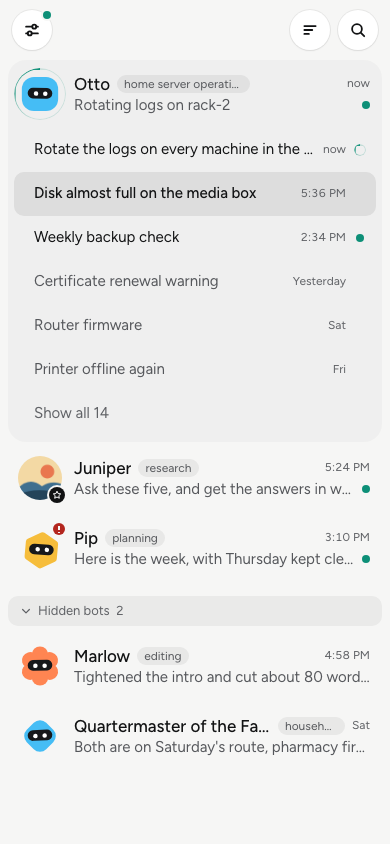 Otto home server operati... now
Rotating logs on rack-2
Rotate the logs on every machine in the ... now
Disk almost full on the media box 5:36 PM
Weekly backup check 2:34 PM
Certificate renewal warning Yesterday
Router firmware Sat
Printer offline again Fri
Show all 14
Juniper research 5:24 PM
Ask these five, and get the answers in w...
Pip planning 3:10 PM
Here is the week, with Thursday kept cle...
Hidden bots 2
Marlow editing 4:58 PM
Tightened the intro and cut about 80 word...
Quartermaster of the Fa... househ... Sat
Both are on Saturday's route, pharmacy fir...